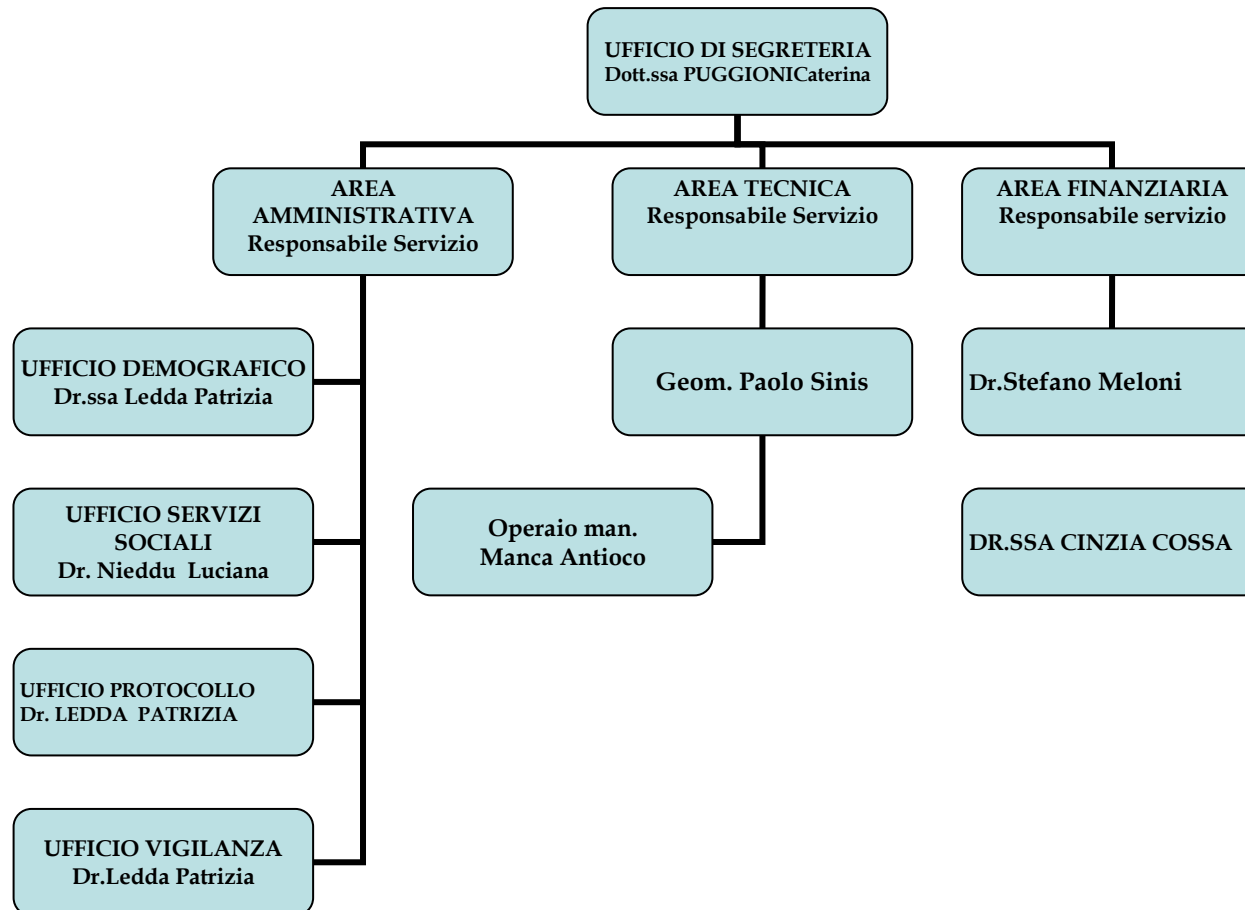 UFFICIO DI SEGRETERIA
Dott.ssa PUGGIONICaterina
AREA
AMMINISTRATIVA
Responsabile Servizio
AREA TECNICA
Responsabile Servizio
AREA FINANZIARIA
Responsabile servizio
UFFICIO DEMOGRAFICO
Dr.ssa Ledda Patrizia
Geom. Paolo Sinis
Dr.Stefano Meloni
UFFICIO SERVIZI
SOCIALI
Dr. Nieddu Luciana
Operaio man.
Manca Antioco
DR.SSA CINZIA COSSA
UFFICIO PROTOCOLLO
Dr. LEDDA PATRIZIA
UFFICIO VIGILANZA
Dr.Ledda Patrizia